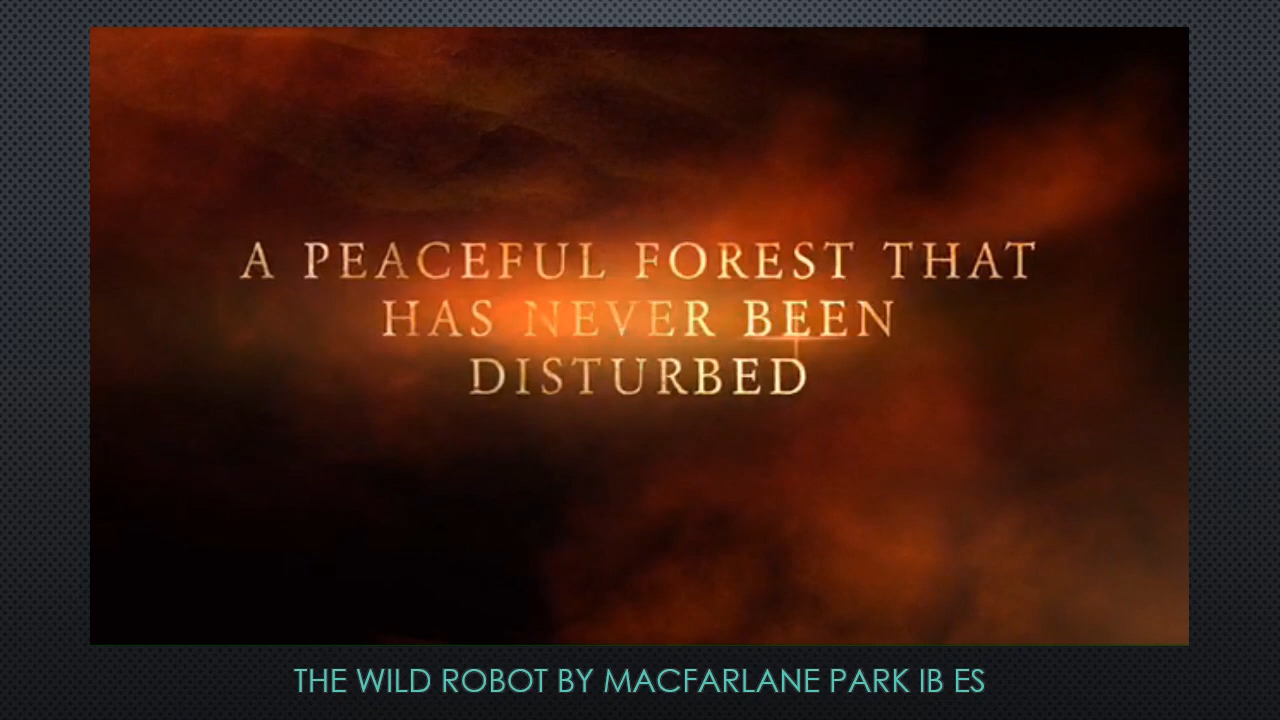 A PEACEFUL FOREST THAT
HAS NEVER BEEN
DISTURBED
THE WILD ROBOT BY MACFARLANE PARK IB ES